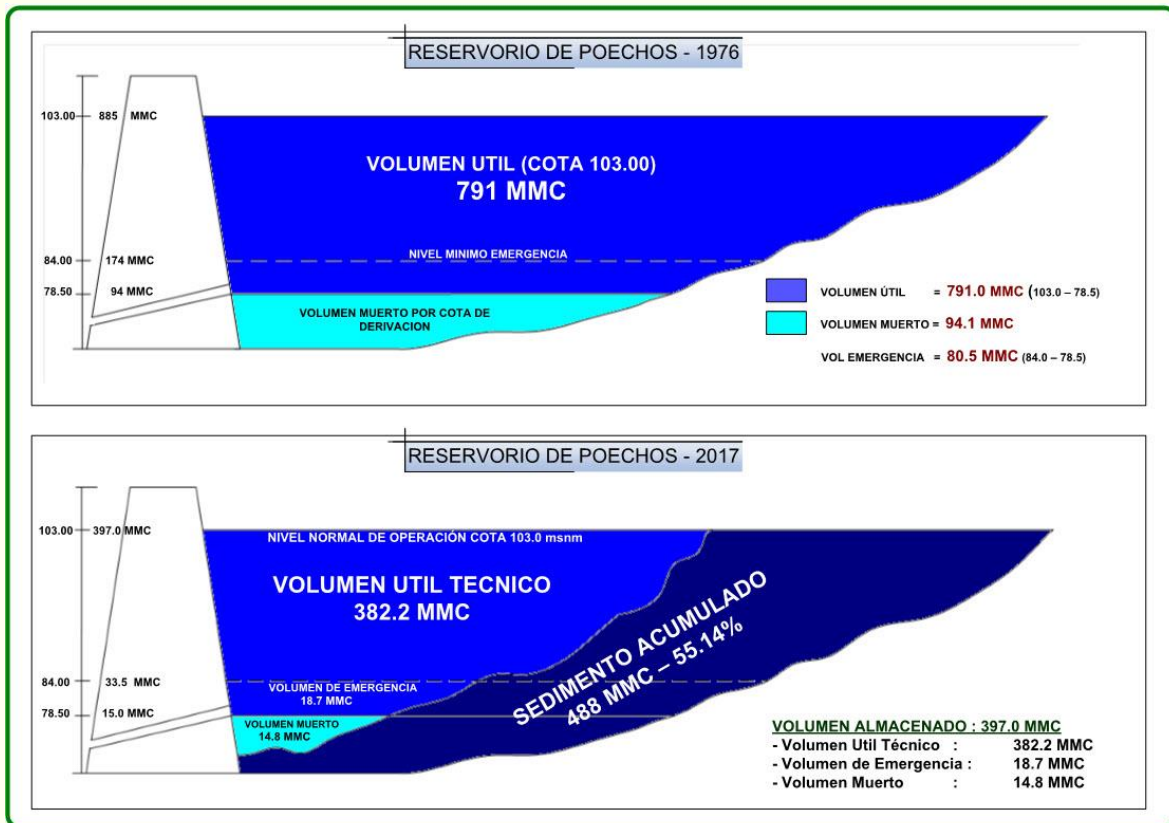 RESERVORIO DE POECHOS - 1976
103.00 885 MMC
VOLUMEN UTIL (COTA 103.00)
791 MMC
NIVEL MINIMO EMERGENCIA
84.00 174 MMC
78.50 94 MMC
VOLUMEN MUERTO POR COTA DE
DERIVACION
VOLUMEN ÚTIL = 791.0 MMC (103.0 – 78.5)
VOLUMEN MUERTO = 94.1 MMC
VOL EMERGENCIA = 80.5 MMC (84.0 – 78.5)
RESERVORIO DE POECHOS - 2017
103.00 397.0 MMC
NIVEL NORMAL DE OPERACIÓN COTA 103.0 msnm
VOLUMEN UTIL TECNICO
382.2 MMC
SEDIMENTO ACUMULADO
488 MMC – 55.14%
84.00 33.5 MMC
VOLUMEN DE EMERGENCIA
18.7 MMC
78.50 15.0 MMC
VOLUMEN MUERTO
14.8 MMC
VOLUMEN ALMACENADO : 397.0 MMC
- Volumen Util Técnico : 382.2 MMC
- Volumen de Emergencia : 18.7 MMC
- Volumen Muerto : 14.8 MMC